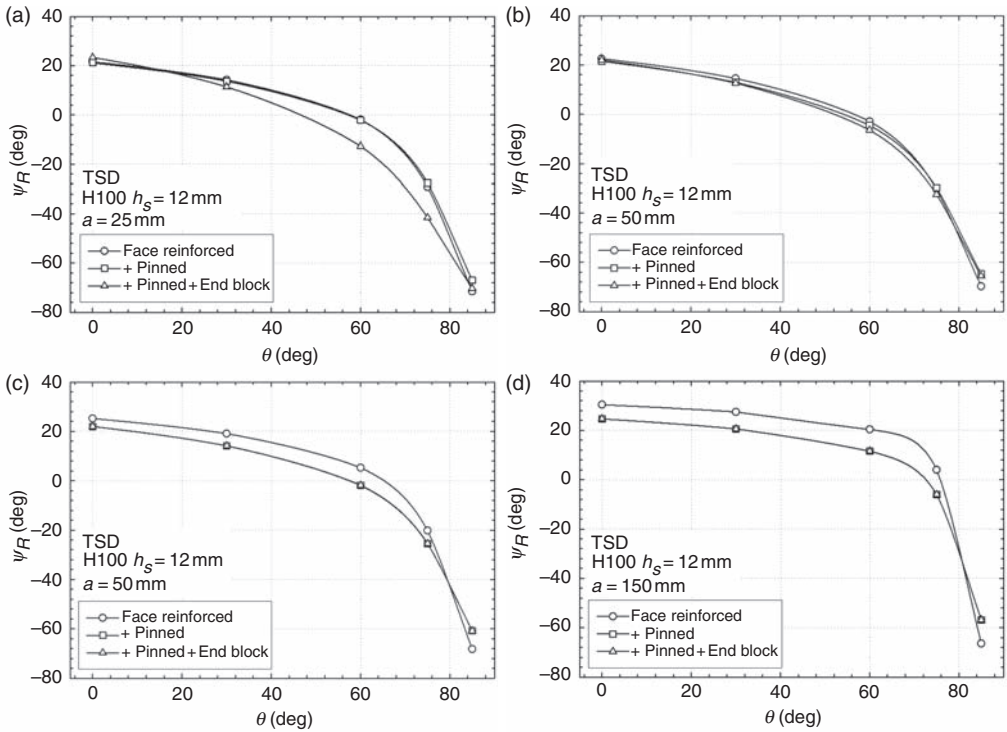 (a)
40
20
0
−20
−40
−60
−80
ψR (deg)
TSD
H100 hs = 12 mm
a = 25 mm
Face reinforced
+ Pinned
+ Pinned + End block
0 20 40 60 80
θ (deg)
(b)
40
20
0
−20
−40
−60
−80
ψR (deg)
TSD
H100 hs = 12 mm
a = 50 mm
Face reinforced
+ Pinned
+ Pinned + End block
0 20 40 60 80
θ (deg)
(c)
40
20
0
−20
−40
−60
−80
ψR (deg)
TSD
H100 hs = 12 mm
a = 50 mm
Face reinforced
+ Pinned
+ Pinned + End block
0 20 40 60 80
θ (deg)
(d)
40
20
0
−20
−40
−60
−80
ψR (deg)
TSD
H100 hs = 12 mm
a = 150 mm
Face reinforced
+ Pinned
+ Pinned + End block
0 20 40 60 80
θ (deg)